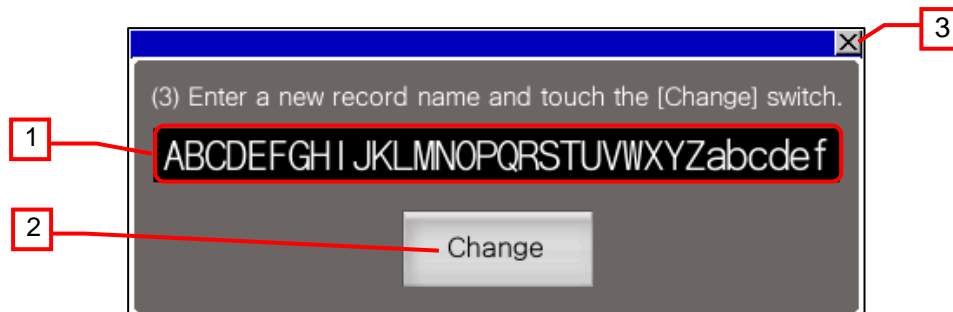 3
(3) Enter a new record name and touch the [Change] switch.
1
ABCDEFGHIJKLMNOPQRSTUVWXYZabcdef
2
Change